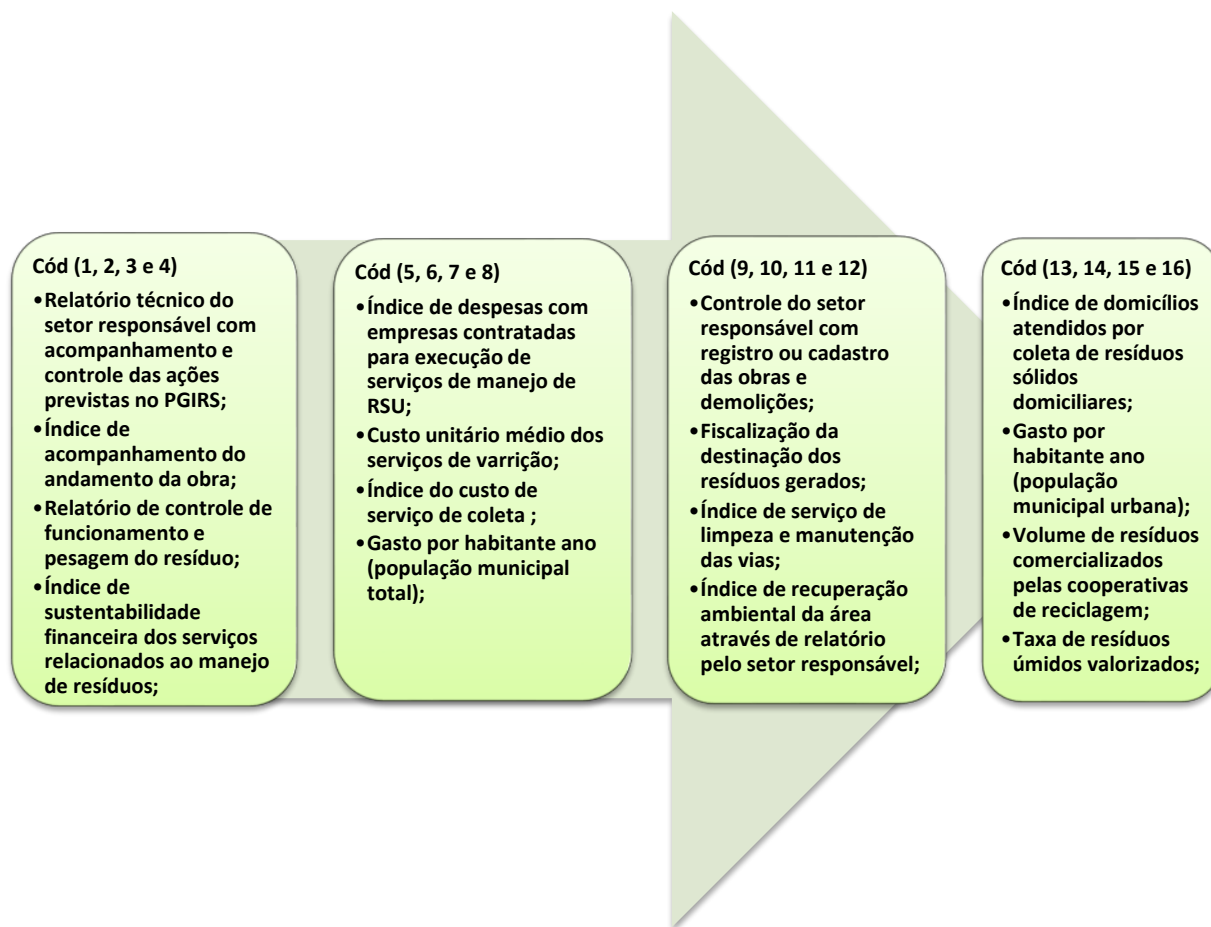 Cód (1, 2, 3 e 4)
•Relatório técnico do
setor responsável com
acompanhamento e
controle das ações
previstas no PGIRS;
•Índice de
acompanhamento do
andamento da obra;
•Relatório de controle de
funcionamento e
pesagem do resíduo;
•Índice de
sustentabilidade
financeira dos serviços
relacionados ao manejo
de resíduos;
Cód (5, 6, 7 e 8)
•Índice de despesas com
empresas contratadas
para execução de
serviços de manejo de
RSU;
•Custo unitário médio dos
serviços de varrição;
•Índice do custo de
serviço de coleta ;
•Gasto por habitante ano
(população municipal
total);
Cód (9, 10, 11 e 12)
•Controle do setor
responsável com
registro ou cadastro
das obras e
demolições;
•Fiscalização da
destinação dos
resíduos gerados;
•Índice de serviço de
limpeza e manutenção
das vias;
•Índice de recuperação
ambiental da área
através de relatório
pelo setor responsável;
Cód (13, 14, 15 e 16)
•Índice de domicílios
atendidos por
coleta de resíduos
sólidos
domiciliares;
•Gasto por
habitante ano
(população
municipal urbana);
•Volume de resíduos
comercializados
pelas cooperativas
de reciclagem;
•Taxa de resíduos
úmidos valorizados;